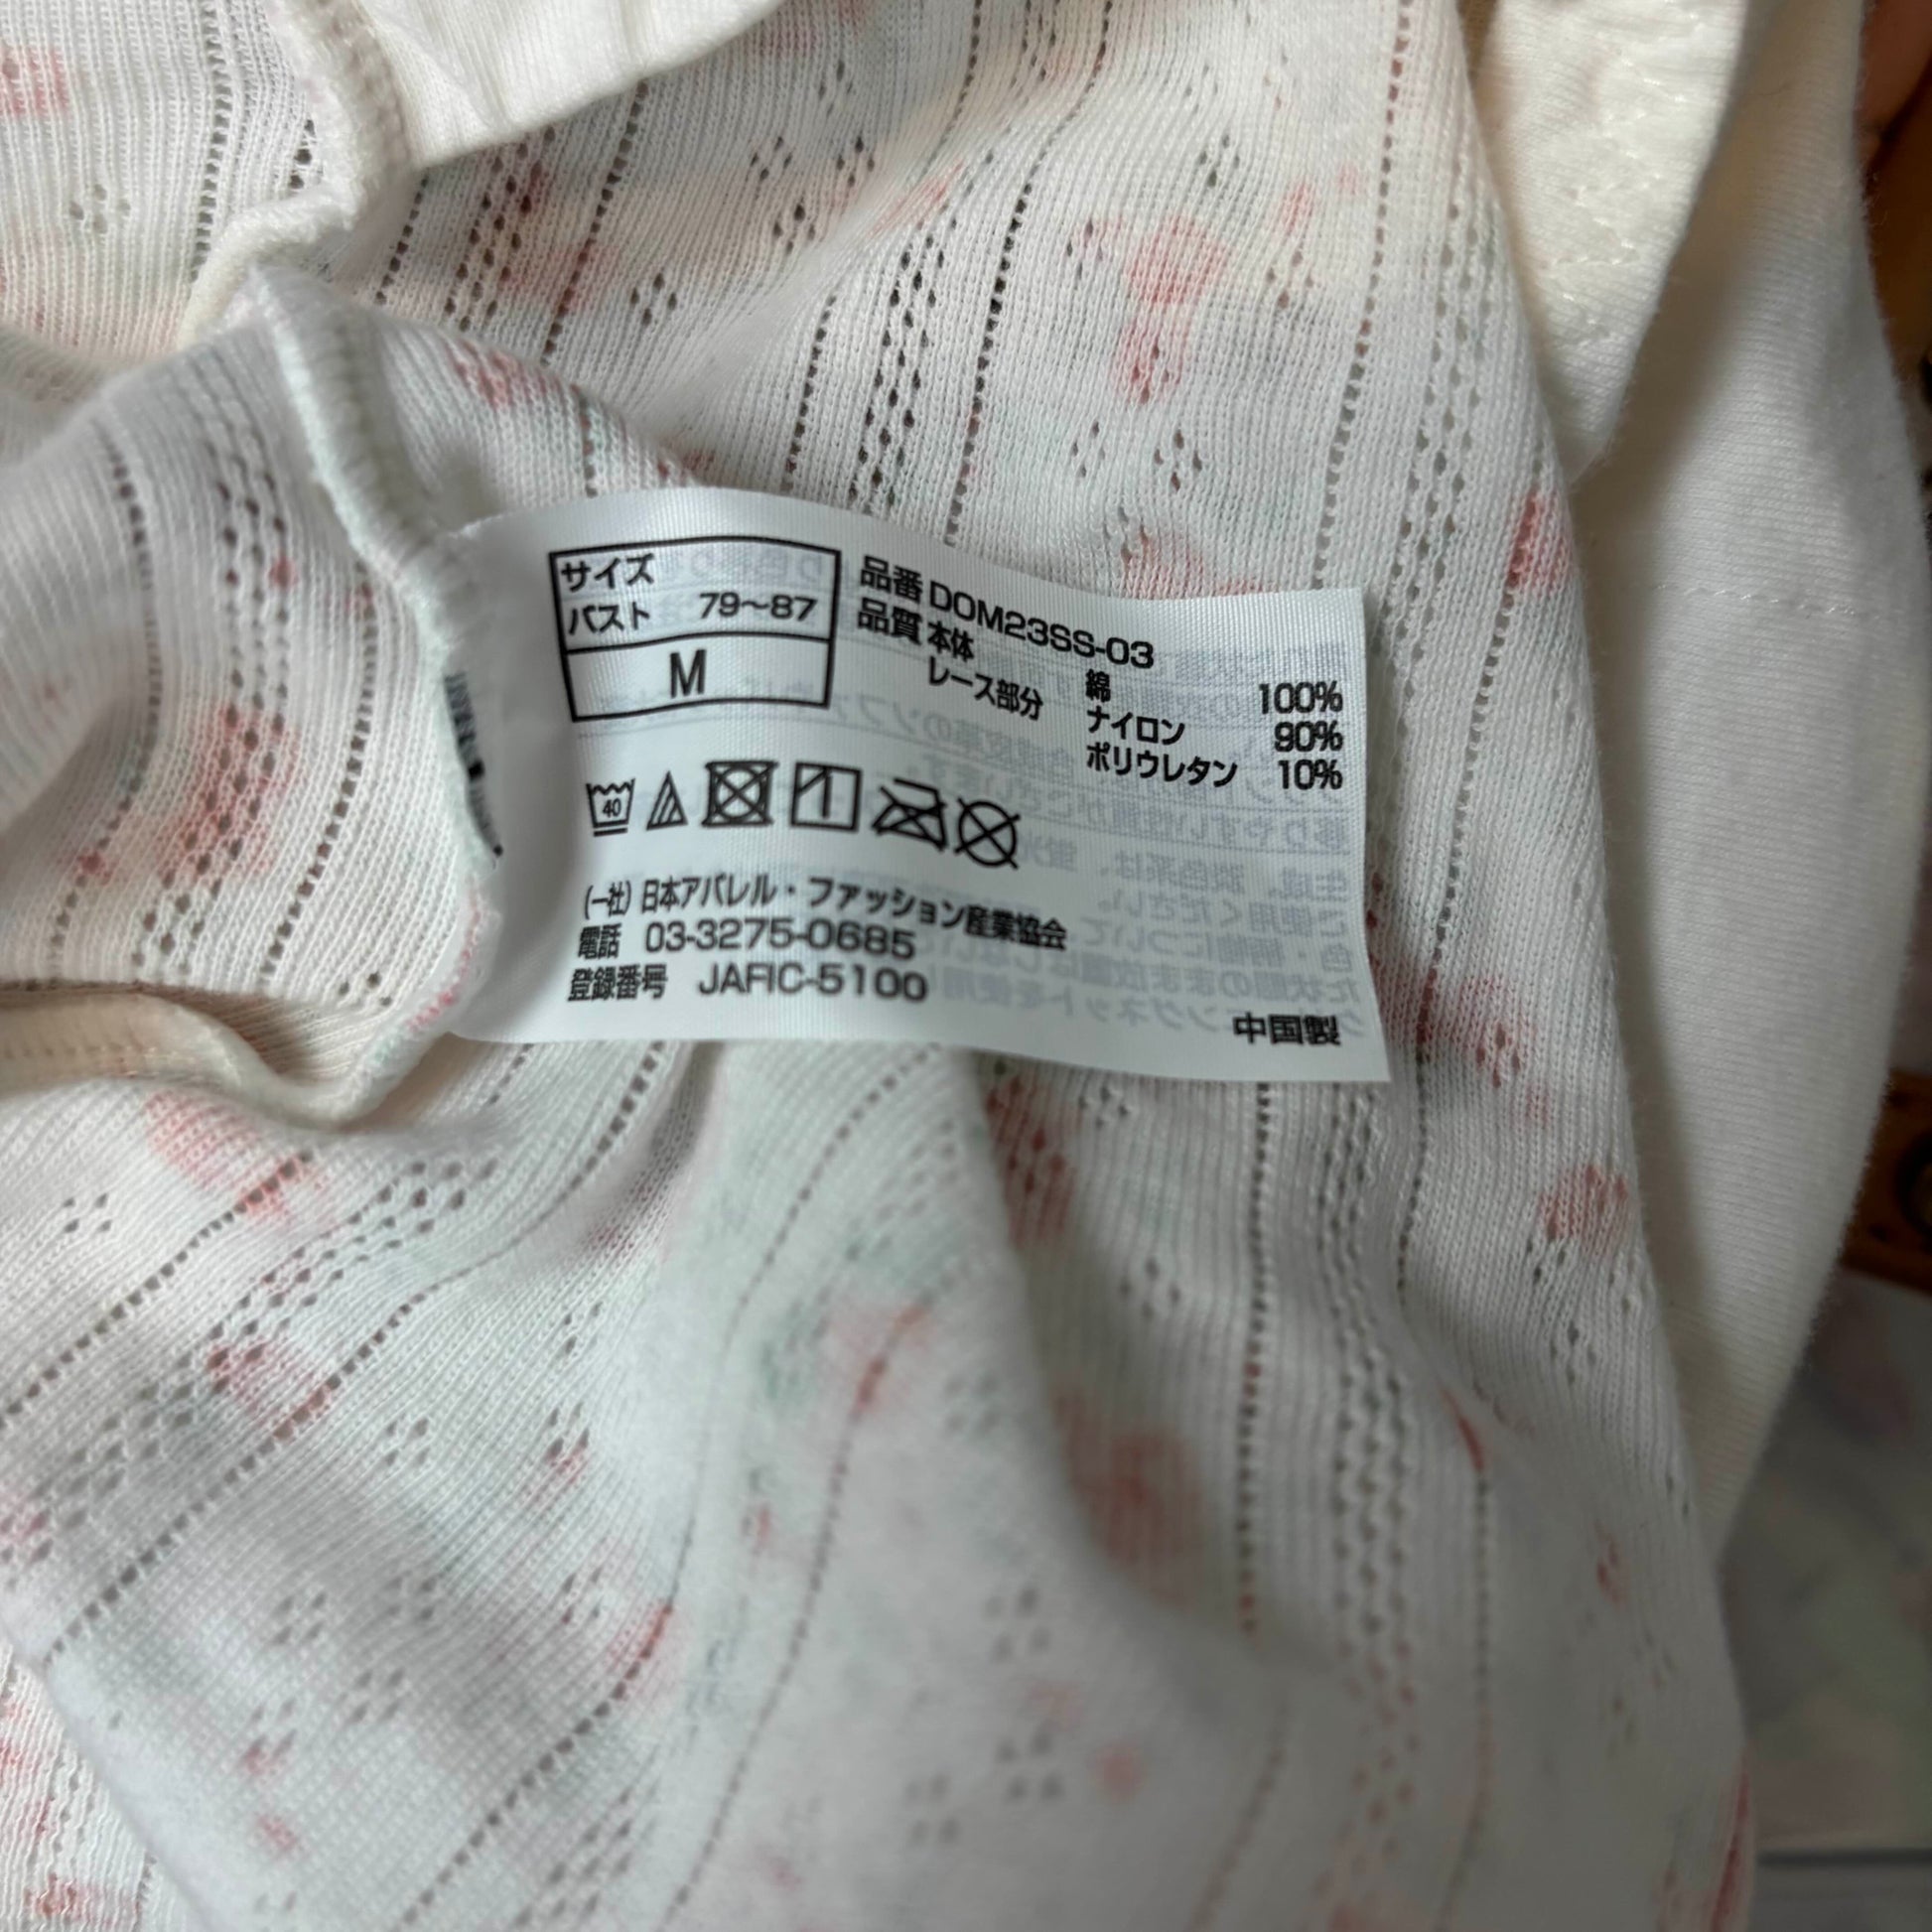 サイズ
バスト 79〜87
M
品番 DOM23SS-03
品質 本体 綿 100%
レース部分 ナイロン 90%
ポリウレタン 10%
40
(一社)日本アパレル・ファッション産業協会
電話 03-3275-0685
登録番号 JAFIC-5100
中国製